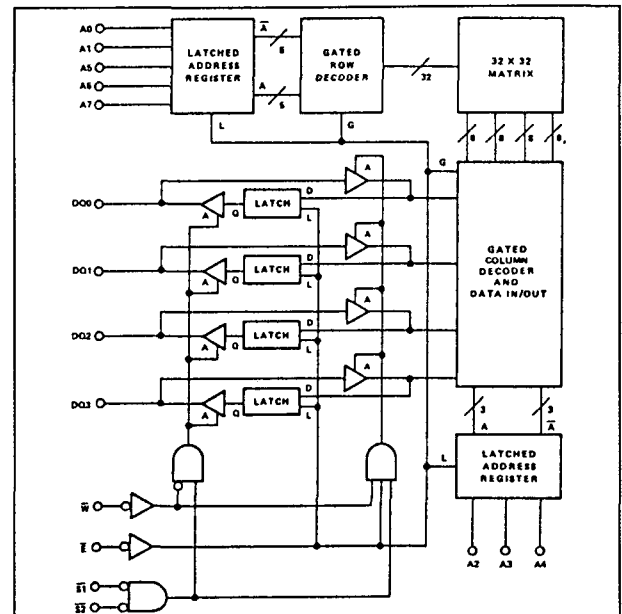 A0
A1
A5
A6
A7
LATCHED
ADDRESS
REGISTER
L
A̅
A
5
GATED
ROW
DECODER
G
32
32 X 32
MATRIX
8 8 8 8
G
GATED
COLUMN
DECODER
AND
DATA IN/OUT
DQ0
A
Q
LATCH
D
L
A
DQ1
A
Q
LATCH
D
L
A
DQ2
A
Q
LATCH
D
L
A
DQ3
A
Q
LATCH
D
L
A
3
A
3
A̅
L
LATCHED
ADDRESS
REGISTER
A2 A3 A4
W̅
E̅
S1̅
S2̅